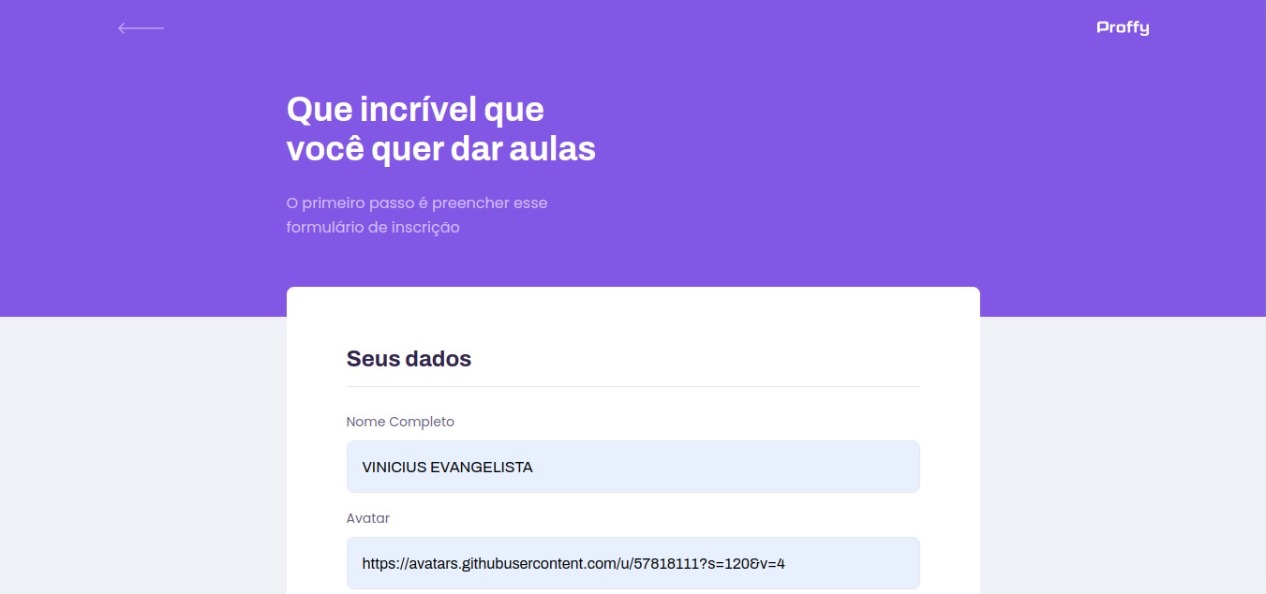 Proffy
Que incrível que
você quer dar aulas
O primeiro passo é preencher esse
formulário de inscrição
Seus dados
Nome Completo
VINICIUS EVANGELISTA
Avatar
https://avatars.githubusercontent.com/u/57818111?s=120&v=4